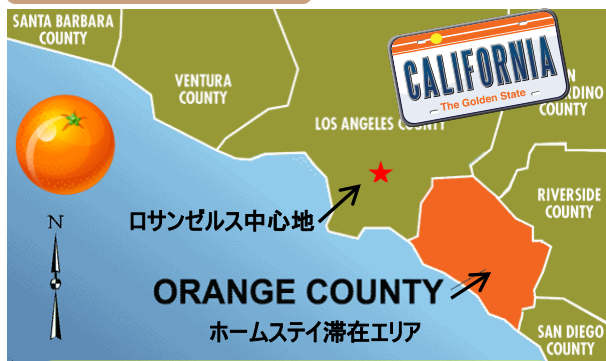 SANTA BARBARA
COUNTY
VENTURA
COUNTY
CALIFORNIA
The Golden State
LOS ANGELES COUNTY
COUNTY
ロサンゼルス中心地
RIVERSIDE
COUNTY
N
ORANGE COUNTY
ホームステイ滞在エリア
SAN DIEGO
COUNTY